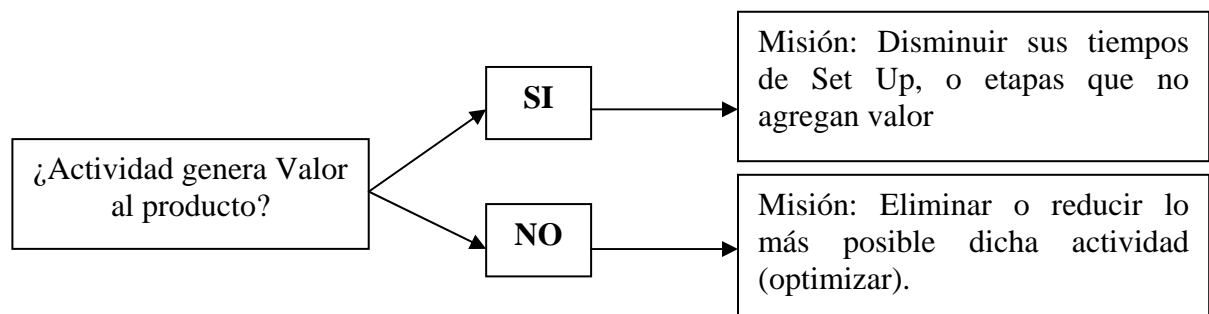 ¿Actividad genera Valor
al producto?
SI
Misión: Disminuir sus tiempos
de Set Up, o etapas que no
agregan valor
NO
Misión: Eliminar o reducir lo
más posible dicha actividad
(optimizar).